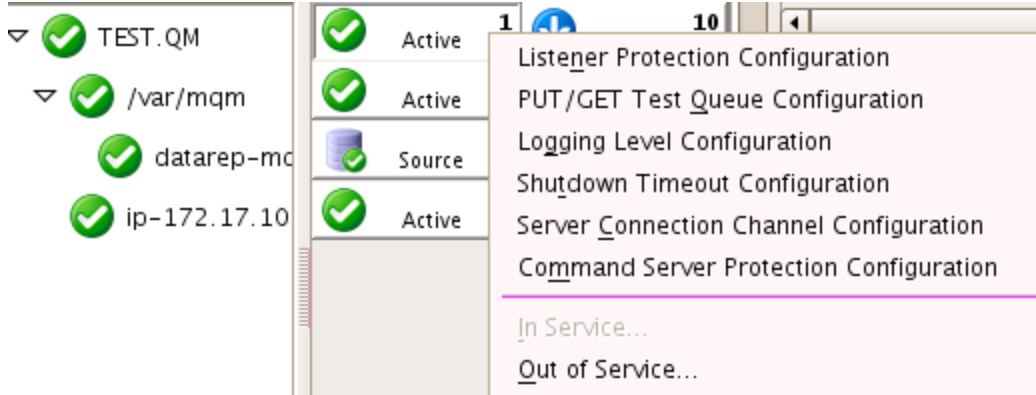 TEST.QM
/var/mqm
datarep-mc
ip-172.17.10
Active 1 10
Active
Source
Active
Listener Protection Configuration
PUT/GET Test Queue Configuration
Logging Level Configuration
Shutdown Timeout Configuration
Server Connection Channel Configuration
Command Server Protection Configuration
In Service...
Out of Service...